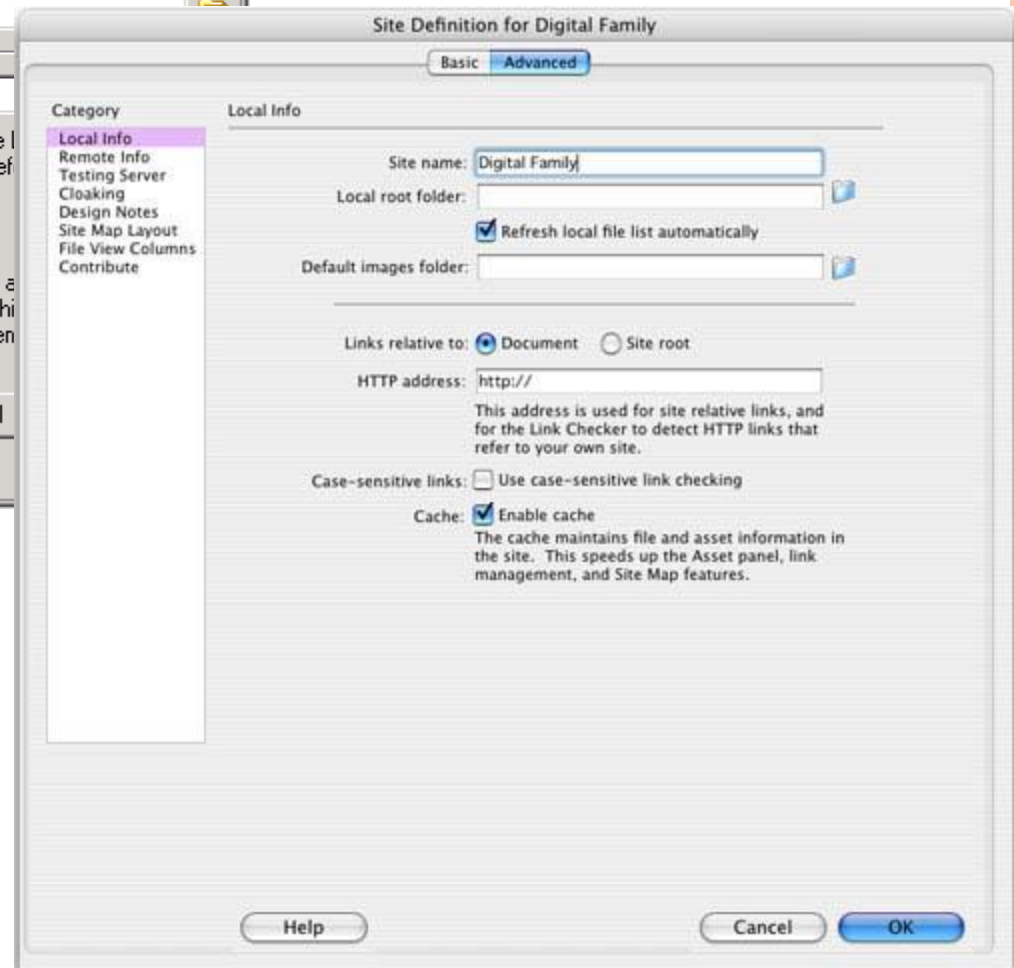 Site Definition for Digital Family
Basic Advanced
Category
Local Info
Remote Info
Testing Server
Cloaking
Design Notes
Site Map Layout
File View Columns
Contribute
Local Info
Site name: Digital Family
Local root folder:
Refresh local file list automatically
Default images folder:
Links relative to: Document Site root
HTTP address: http://
This address is used for site relative links, and
for the Link Checker to detect HTTP links that
refer to your own site.
Case-sensitive links: Use case-sensitive link checking
Cache: Enable cache
The cache maintains file and asset information in
the site. This speeds up the Asset panel, link
management, and Site Map features.
Help Cancel OK